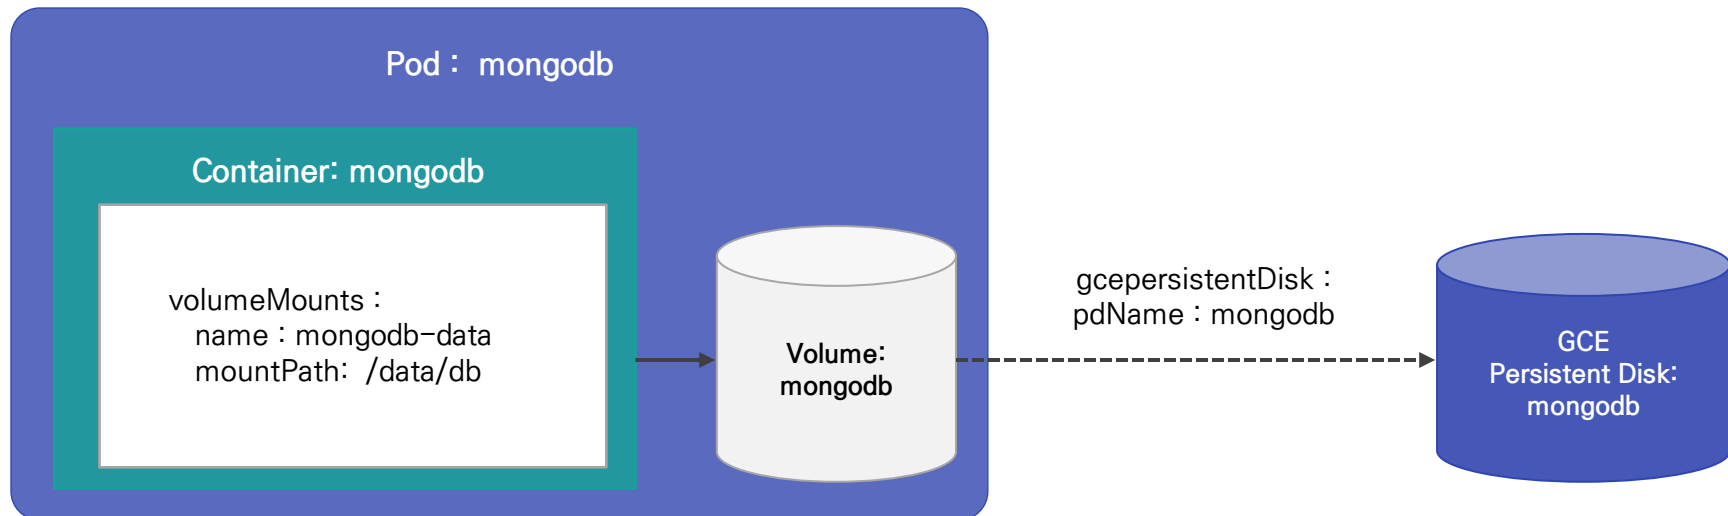 Pod : mongodb
Container: mongodb
volumeMounts :
name : mongodb-data
mountPath: /data/db
Volume:
mongodb
gcepersistentDisk :
pdName : mongodb
GCE
Persistent Disk:
mongodb